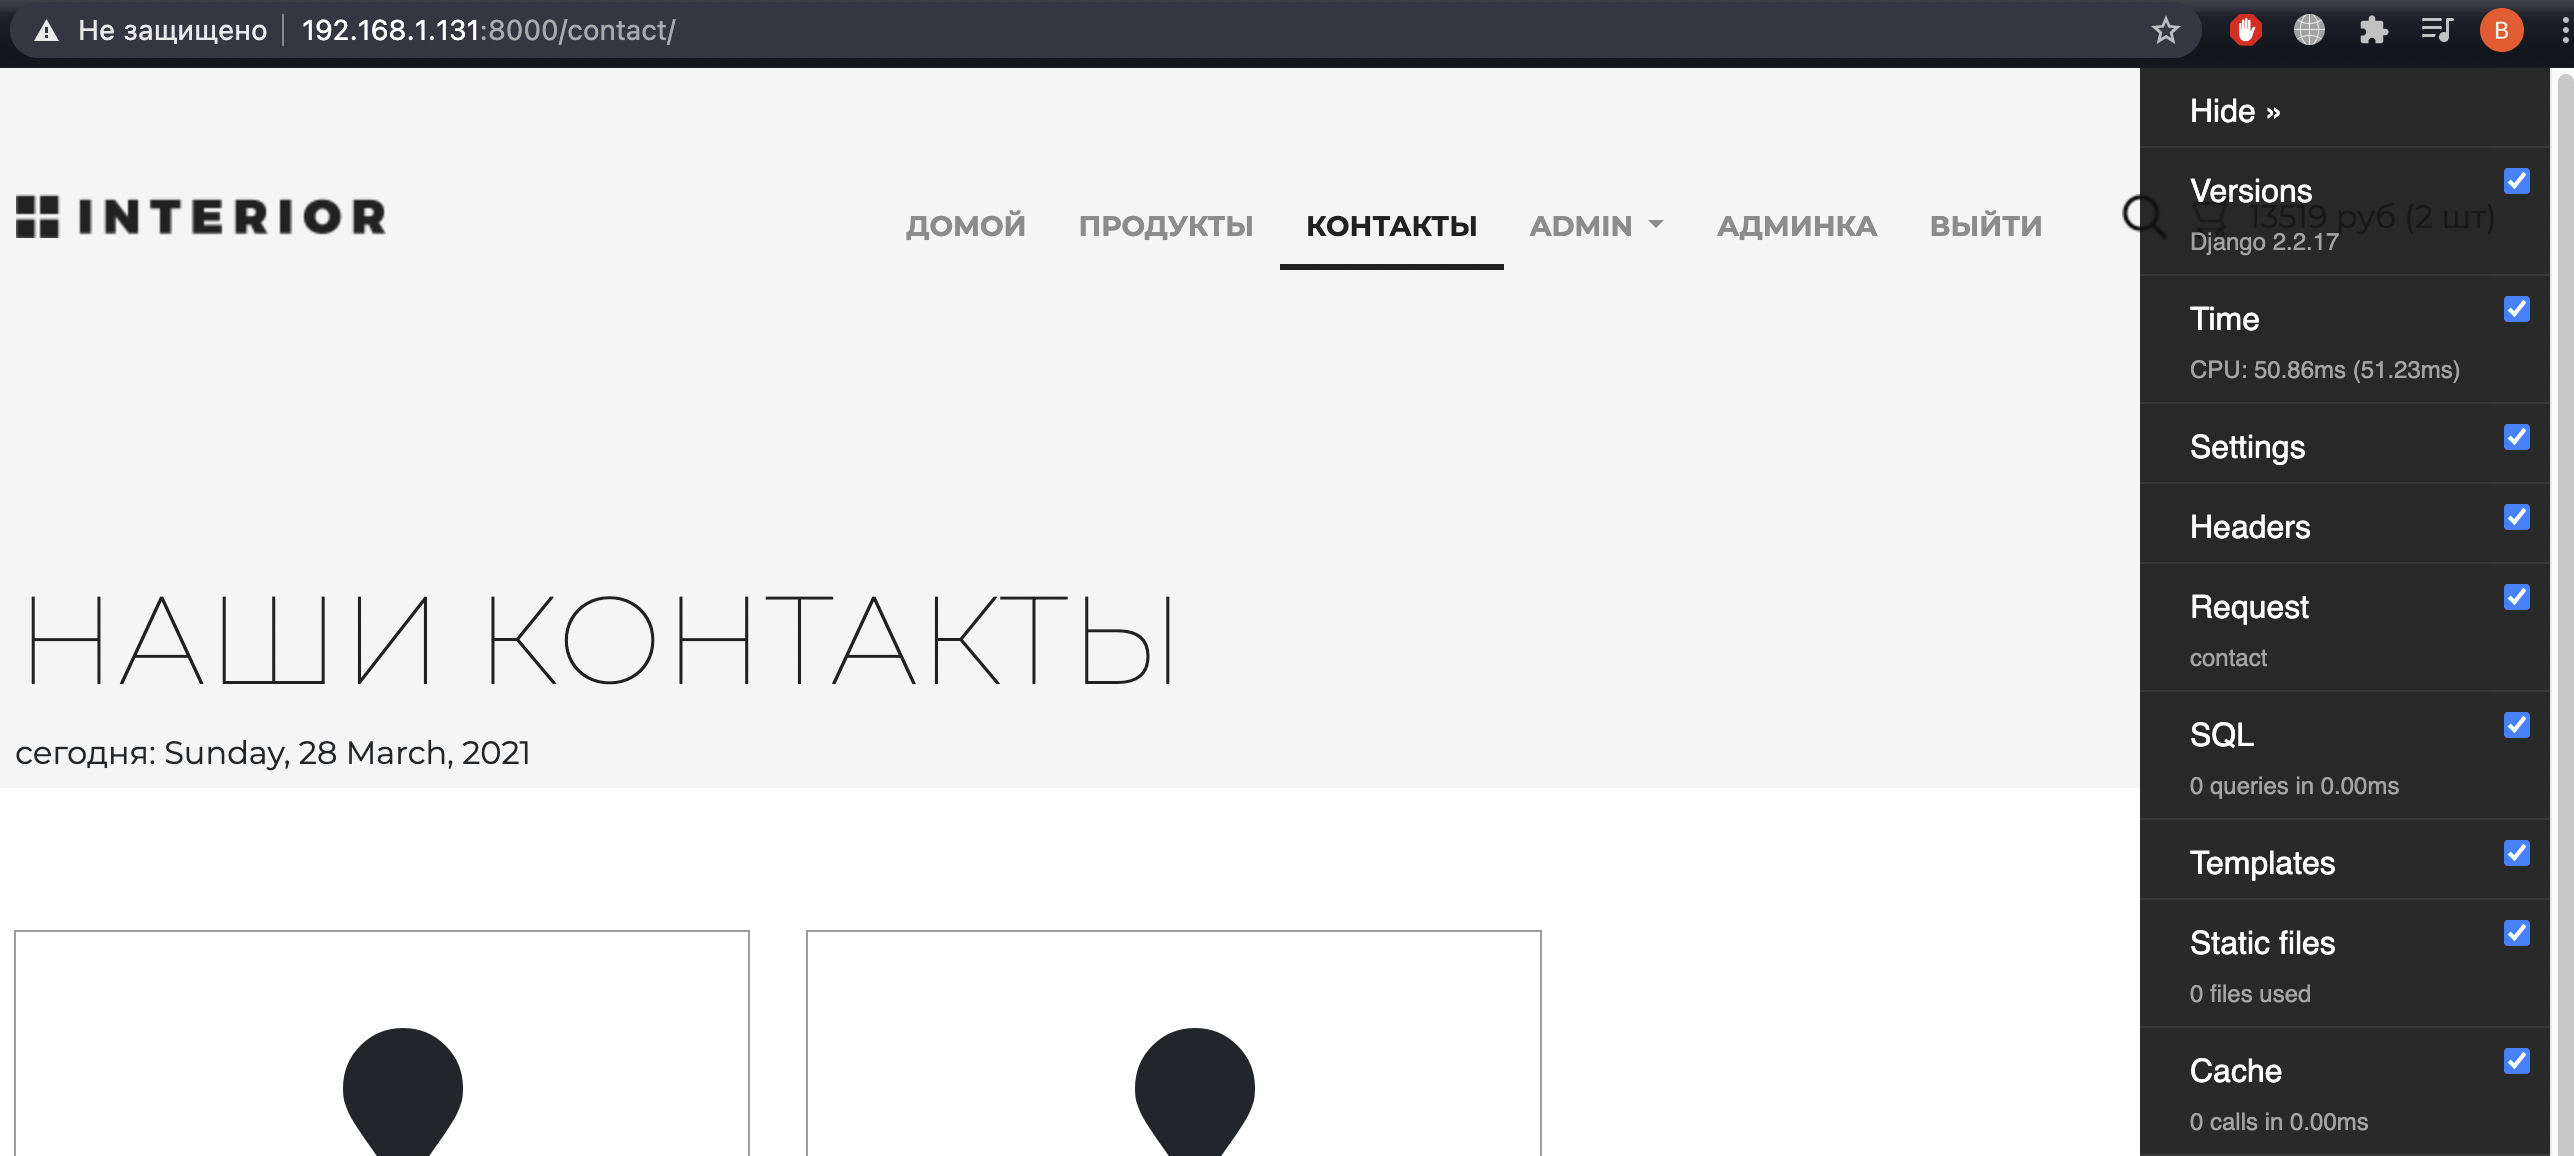 Не защищено 192.168.1.131:8000/contact/
B
INTERIOR
ДОМОЙ ПРОДУКТЫ КОНТАКТЫ ADMIN АДМИНКА ВЫЙТИ
13519 руб (2 шт)
НАШИ КОНТАКТЫ
сегодня: Sunday, 28 March, 2021
Hide »
Versions
Django 2.2.17
Time
CPU: 50.86ms (51.23ms)
Settings
Headers
Request
contact
SQL
0 queries in 0.00ms
Templates
Static files
0 files used
Cache
0 calls in 0.00ms